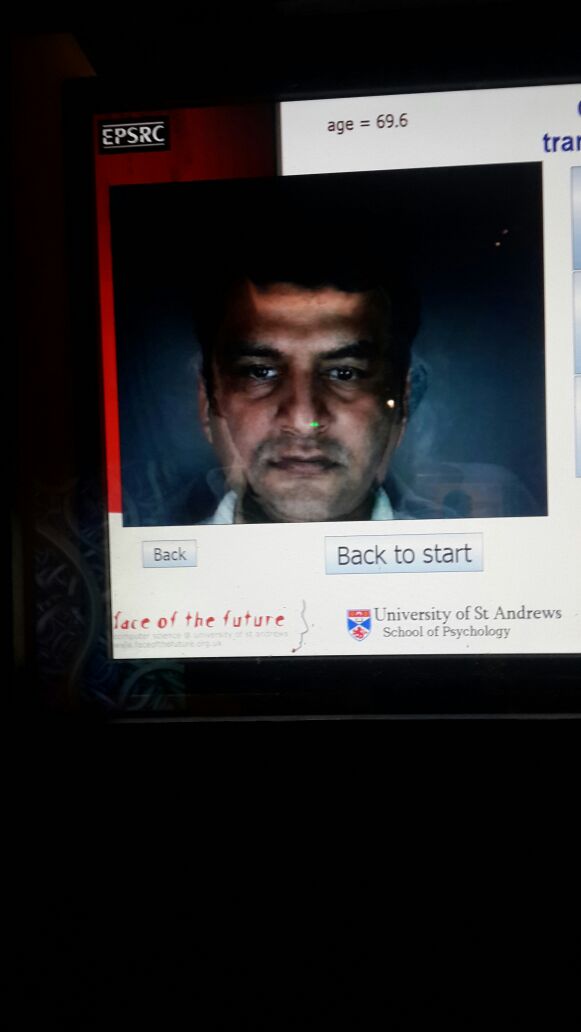 EPSRC
age = 69.6
Back
Back to start
face of the future
computer science @ university of st andrews
www.faceofthefuture.org.uk
University of St Andrews
School of Psychology